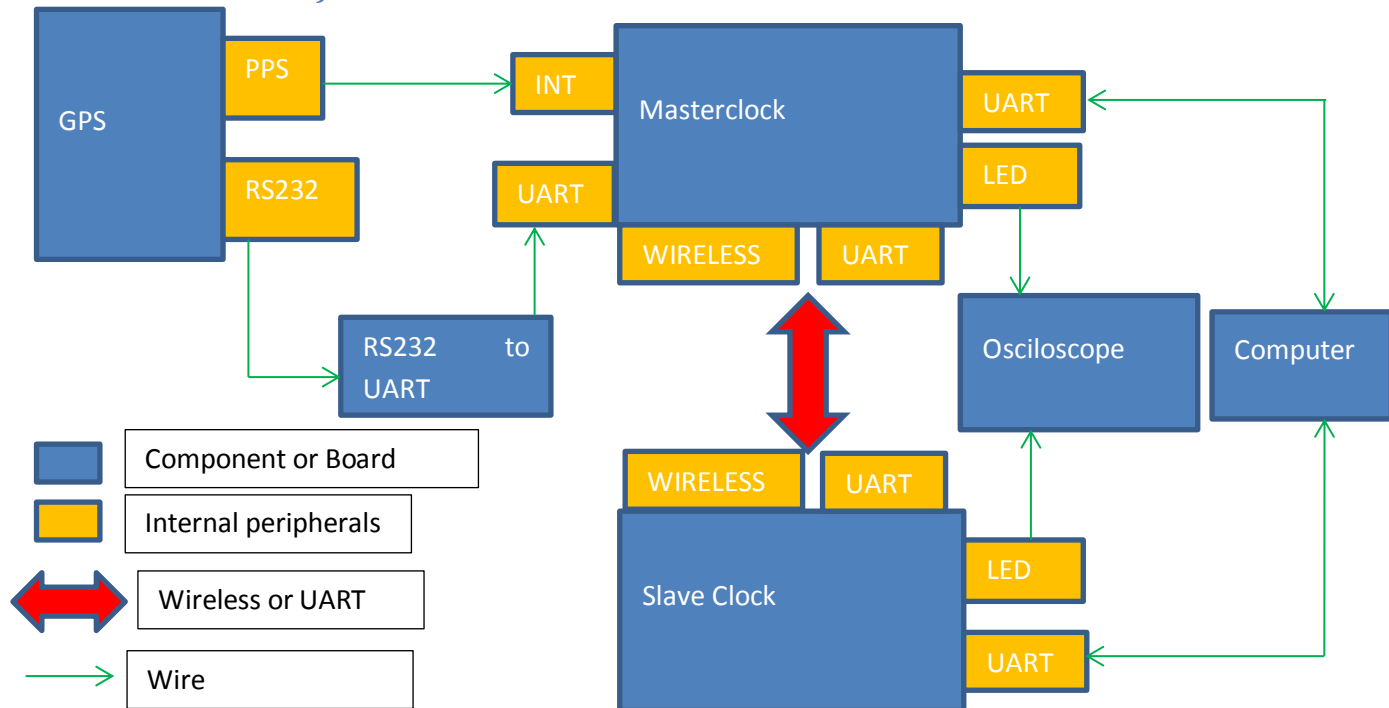 PPS
GPS
RS232
INT
UART
Masterclock
UART
LED
WIRELESS
UART
RS232 to
UART
Osciloscope
Computer
WIRELESS
UART
Slave Clock
LED
UART
Component or Board
Internal peripherals
Wireless or UART
Wire